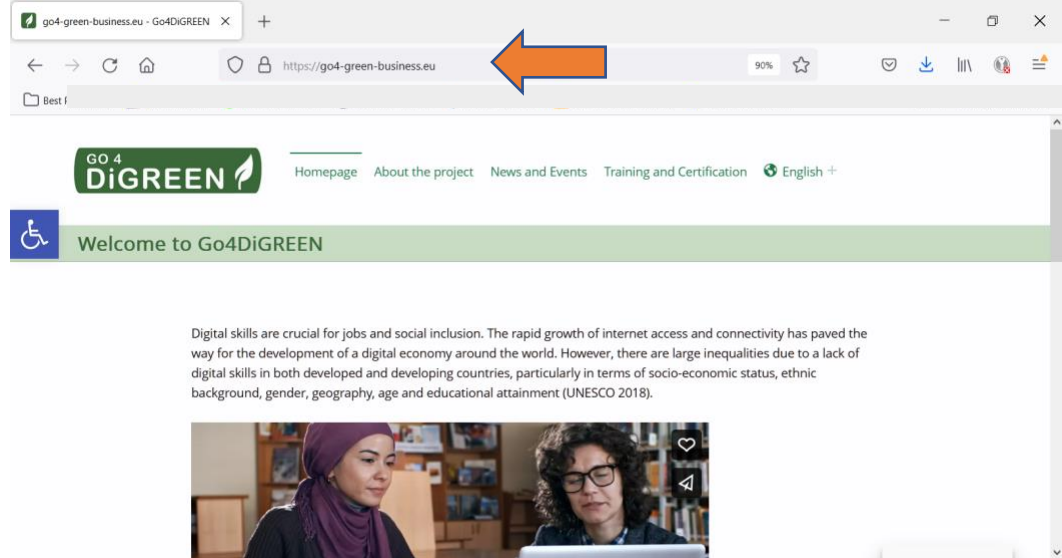 go4-green-business.eu - Go4DiGREEN
https://go4-green-business.eu
90%
Best
GO 4
DiGREEN
Homepage About the project News and Events Training and Certification English +
Welcome to Go4DiGREEN
Digital skills are crucial for jobs and social inclusion. The rapid growth of internet access and connectivity has paved the
way for the development of a digital economy around the world. However, there are large inequalities due to a lack of
digital skills in both developed and developing countries, particularly in terms of socio-economic status, ethnic
background, gender, geography, age and educational attainment (UNESCO 2018).